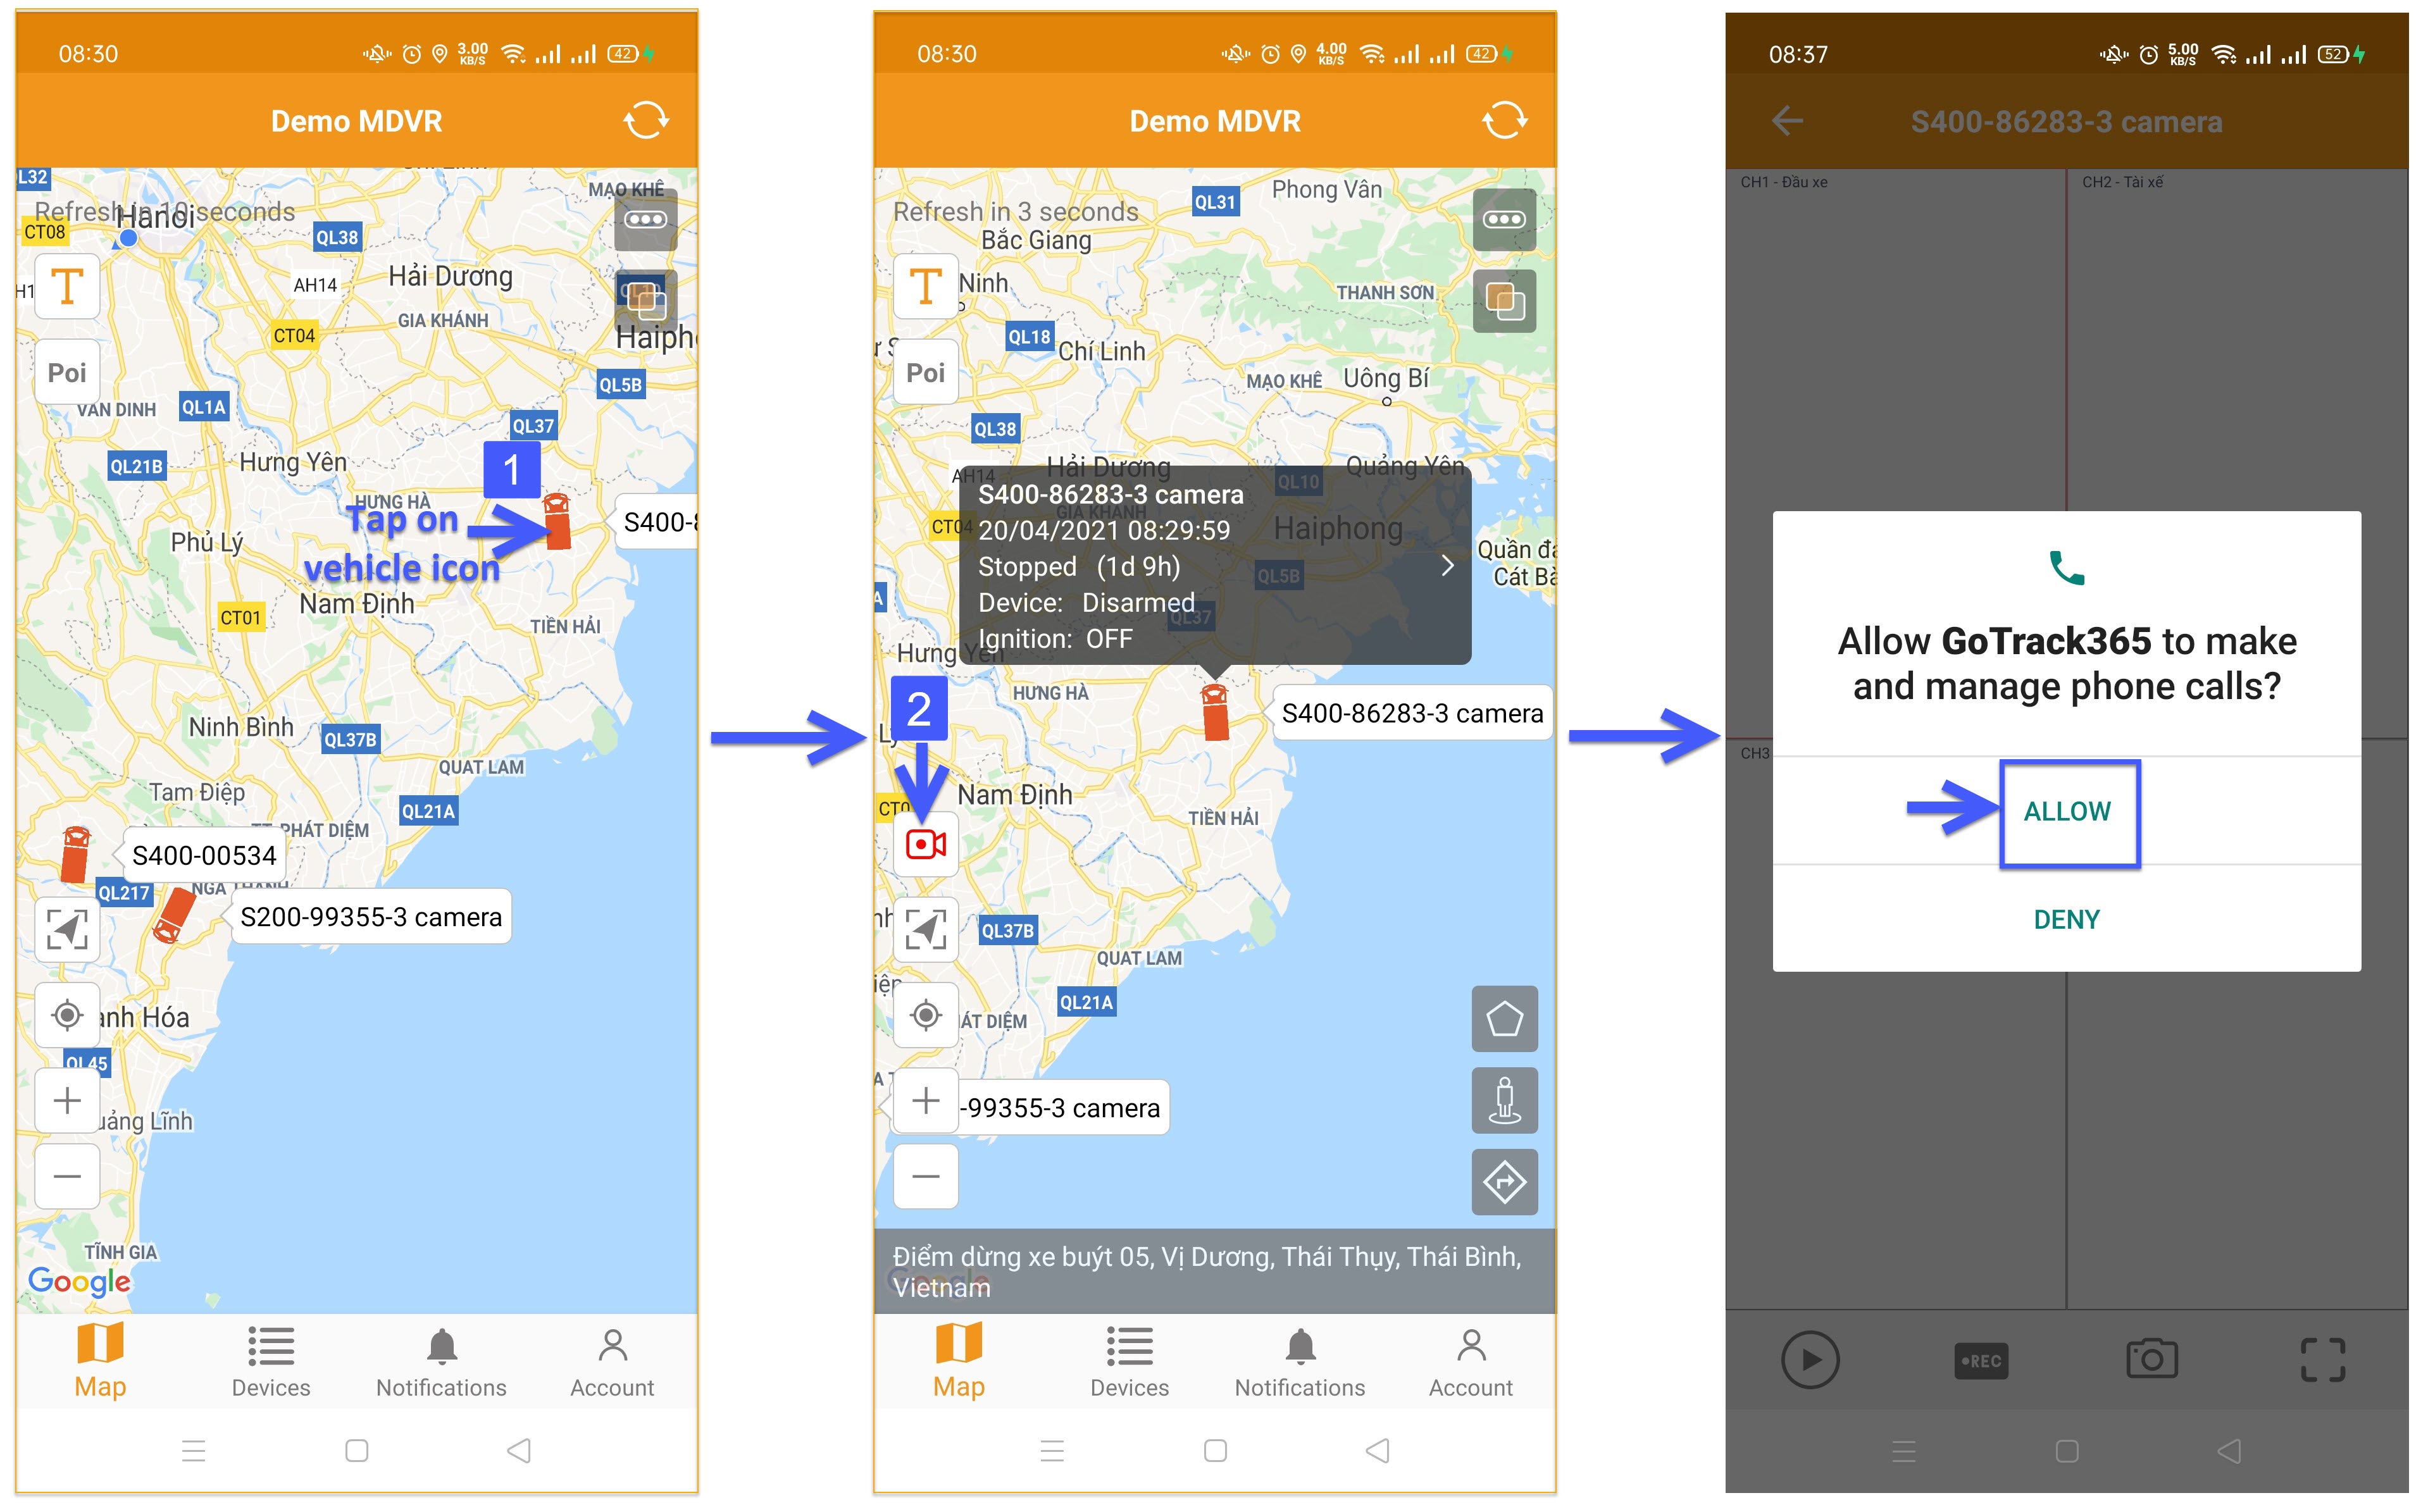 08:30
3.00
KB/S
42
Demo MDVR
QL32
MẠO KHÊ
Refresh in 10 seconds
Hanoi
CT08
QL38
T
AH14
Hải Dương
GIA KHÁNH
CT04
Haipho
Poi
QL5B
VAN DINH
QL1A
QL37
QL21B
Hưng Yên
1
HƯNG HÀ
Tap on
vehicle icon
S400-8
Phủ Lý
Nam Định
CT01
TIỀN HẢI
Ninh Bình
QL37B
QUAT LAM
Tam Điệp
QL21A
TT. PHÁT DIỆM
S400-00534
QL217
NGA THANH
S200-99355-3 camera
anh Hóa
QL45
uảng Lĩnh
TĨNH GIA
Google
Map
Devices
Notifications
Account
08:30
4.00
KB/S
42
Demo MDVR
QL31
Phong Vân
Refresh in 3 seconds
Bắc Giang
T
Ninh
THANH SƠN
QL18
Chí Linh
Poi
MẠO KHÊ
Uông Bí
QL38
Hải Dương
Quảng Yên
AH14
QL10
S400-86283-3 camera
GIA KHÁNH
CT04
20/04/2021 08:29:59
Haiphong
Stopped (1d 9h)
QL5B
Device: Disarmed
QL37
Ignition: OFF
Quần đả
Cát Bà
Hưng Yên
HƯNG HÀ
2
S400-86283-3 camera
Nam Định
TIỀN HẢI
QL37B
QUAT LAM
QL21A
ÁT DIỆM
-99355-3 camera
Điểm dừng xe buýt 05, Vị Dương, Thái Thụy, Thái Bình,
Vietnam
Google
Map
Devices
Notifications
Account
08:37
5.00
KB/S
52
S400-86283-3 camera
CH1 - Đầu xe
CH2 - Tài xế
Allow GoTrack365 to make
and manage phone calls?
CH3
ALLOW
DENY
REC